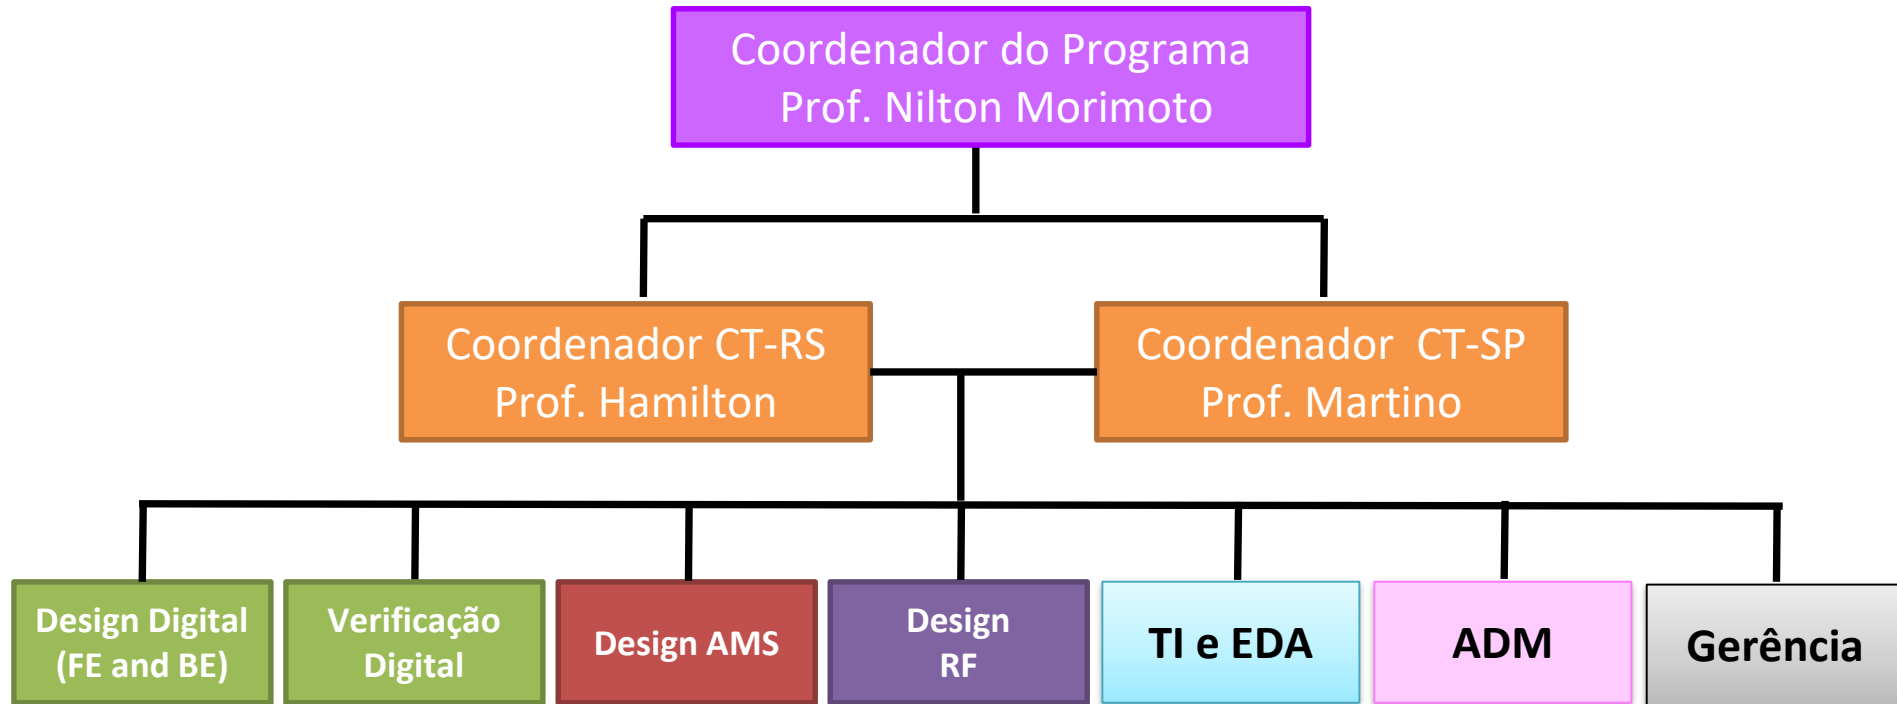 Coordenador do Programa
Prof. Nilton Morimoto
Coordenador CT-RS
Prof. Hamilton
Coordenador CT-SP
Prof. Martino
Design Digital
(FE and BE)
Verificação
Digital
Design AMS
Design
RF
TI e EDA
ADM
Gerência